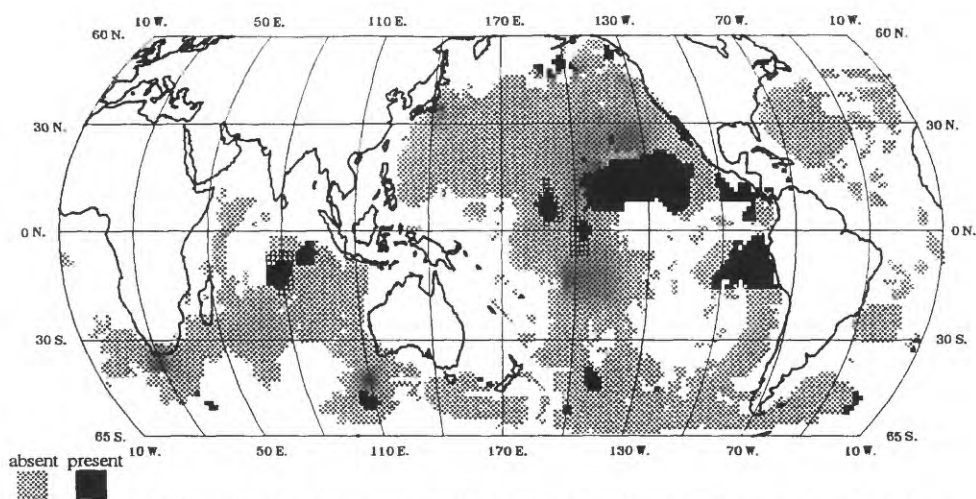 10 W. 50 E. 110 E. 170 E. 130 W. 70 W. 10 W.
60 N. 60 N.
30 N. 30 N.
0 N. 0 N.
30 S. 30 S.
65 S. 65 S.
10 W. 50 E. 110 E. 170 E. 130 W. 70 W. 10 W.
absent present